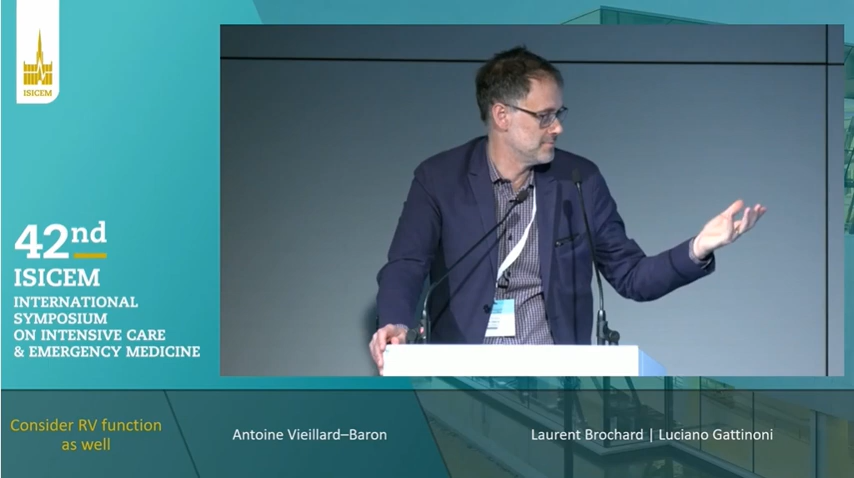 ISICEM
42nd
ISICEM
INTERNATIONAL
SYMPOSIUM
ON INTENSIVE CARE
& EMERGENCY MEDICINE
Consider RV function
as well
Antoine Vieillard–Baron
Laurent Brochard | Luciano Gattinoni